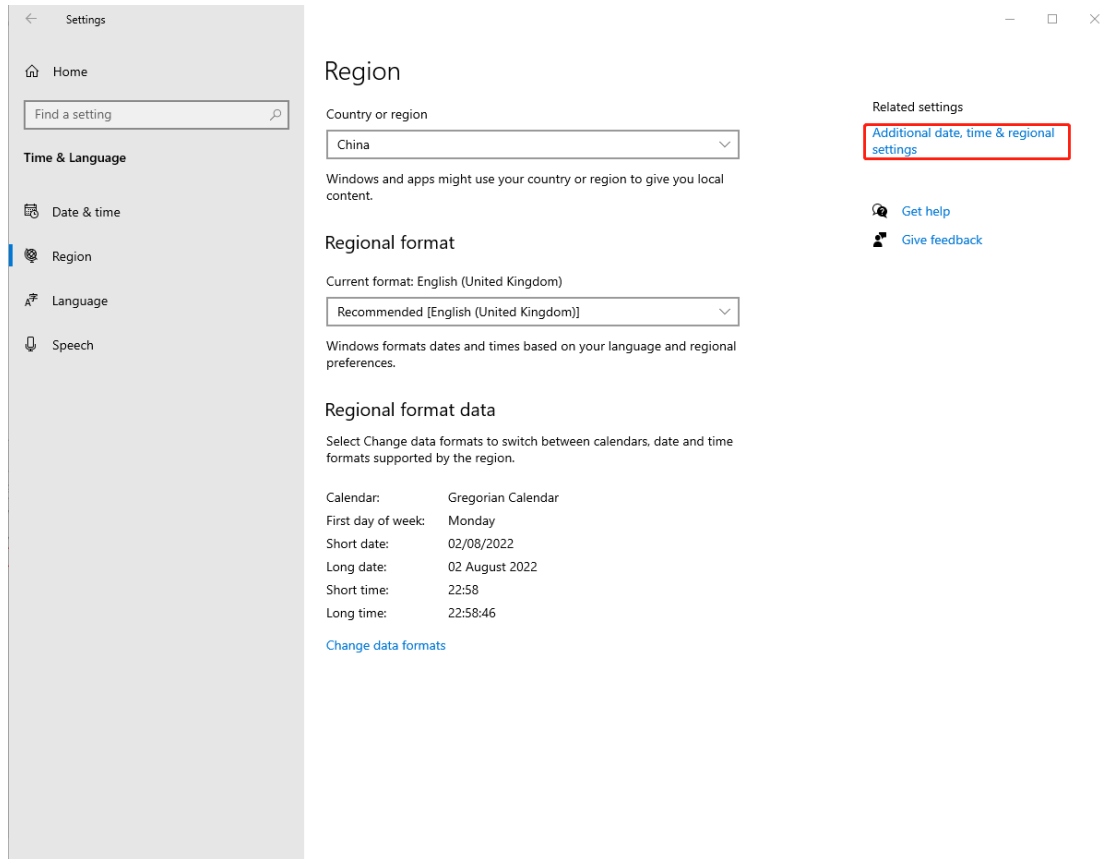 Settings
Home
Find a setting
Time & Language
Date & time
Region
Language
Speech
Region
Country or region
China
Windows and apps might use your country or region to give you local
content.
Regional format
Current format: English (United Kingdom)
Recommended [English (United Kingdom)]
Windows formats dates and times based on your language and regional
preferences.
Regional format data
Select Change data formats to switch between calendars, date and time
formats supported by the region.
Calendar: Gregorian Calendar
First day of week: Monday
Short date: 02/08/2022
Long date: 02 August 2022
Short time: 22:58
Long time: 22:58:46
Change data formats
Related settings
Additional date, time & regional
settings
Get help
Give feedback